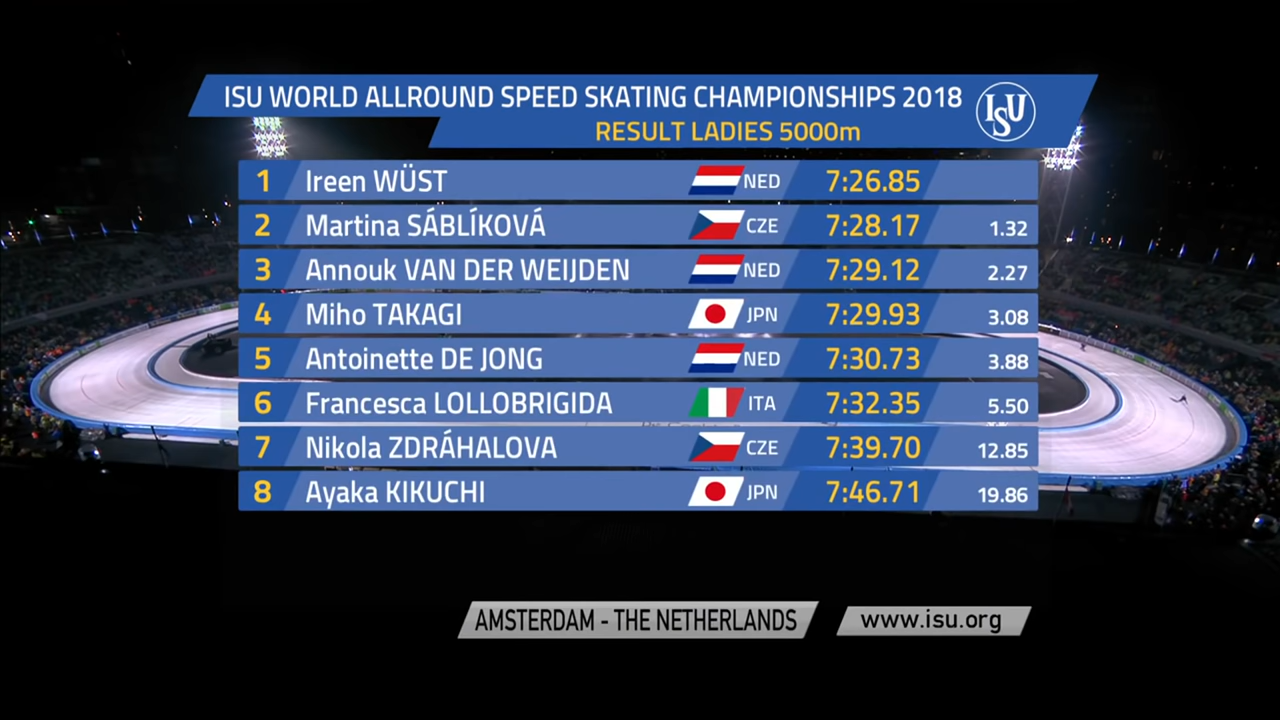 ISU WORLD ALLROUND SPEED SKATING CHAMPIONSHIPS 2018 ISU
RESULT LADIES 5000m
1 Ireen WÜST NED 7:26.85
2 Martina SÁBLÍKOVÁ CZE 7:28.17 1.32
3 Annouk VAN DER WEIJDEN NED 7:29.12 2.27
4 Miho TAKAGI JPN 7:29.93 3.08
5 Antoinette DE JONG NED 7:30.73 3.88
6 Francesca LOLLOBRIGIDA ITA 7:32.35 5.50
7 Nikola ZDRÁHALOVA CZE 7:39.70 12.85
8 Ayaka KIKUCHI JPN 7:46.71 19.86
AMSTERDAM - THE NETHERLANDS www.isu.org